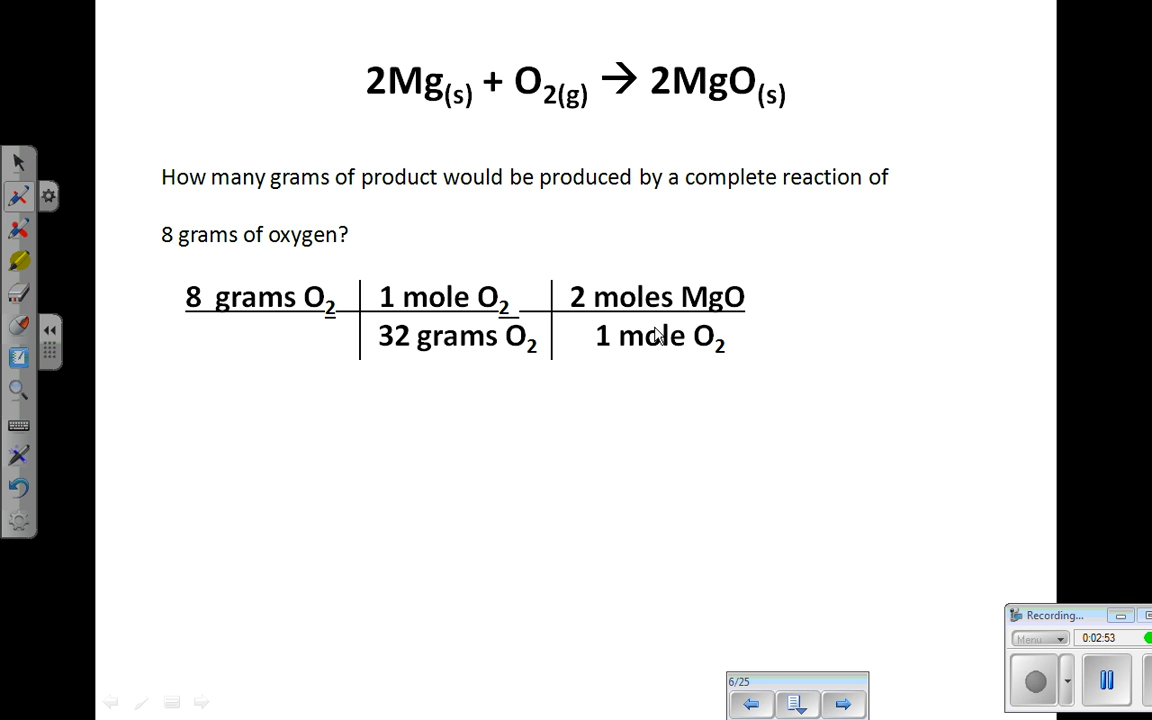 2Mg(s) + O2(g) → 2MgO(s)
How many grams of product would be produced by a complete reaction of
8 grams of oxygen?
8 grams O2 1 mole O2 2 moles MgO
32 grams O2 1 mole O2
Recording...
Menu
0:02:53
6/25